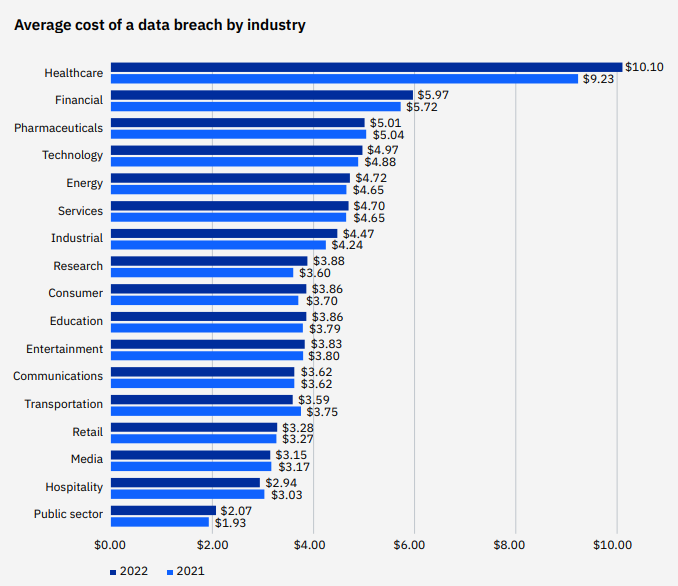 Average cost of a data breach by industry
Healthcare
$10.10
$9.23
Financial
$5.97
$5.72
Pharmaceuticals
$5.01
$5.04
Technology
$4.97
$4.88
Energy
$4.72
$4.65
Services
$4.70
$4.65
Industrial
$4.47
$4.24
Research
$3.88
$3.60
Consumer
$3.86
$3.70
Education
$3.86
$3.79
Entertainment
$3.83
$3.80
Communications
$3.62
$3.62
Transportation
$3.59
$3.75
Retail
$3.28
$3.27
Media
$3.15
$3.17
Hospitality
$2.94
$3.03
Public sector
$2.07
$1.93
$0.00 $2.00 $4.00 $6.00 $8.00 $10.00
2022 2021